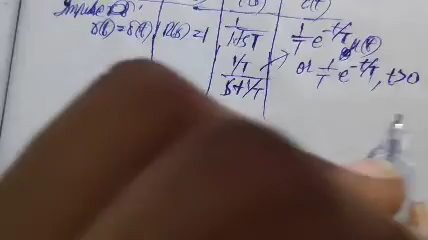 Impulse
r(t)=δ(t) R(s)=1 1/1+sT 1/T e^-t/T u(t)
1/T / s+1/T or 1/T e^-t/T, t>0